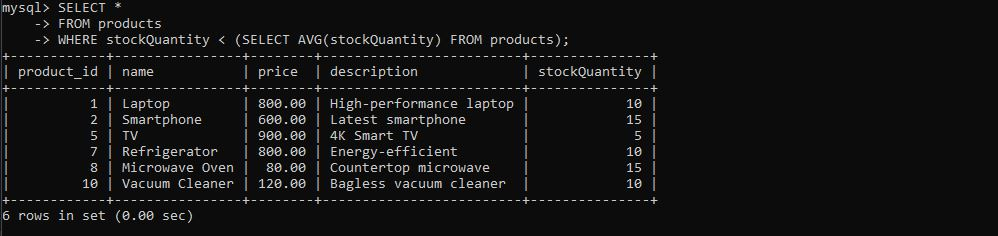 mysql> SELECT *
    -> FROM products
    -> WHERE stockQuantity < (SELECT AVG(stockQuantity) FROM products);
+------------+----------------+--------+-------------------------+---------------+
| product_id | name           | price  | description             | stockQuantity |
+------------+----------------+--------+-------------------------+---------------+
|          1 | Laptop         | 800.00 | High-performance laptop |            10 |
|          2 | Smartphone     | 600.00 | Latest smartphone       |            15 |
|          5 | TV             | 900.00 | 4K Smart TV             |             5 |
|          7 | Refrigerator   | 800.00 | Energy-efficient        |            10 |
|          8 | Microwave Oven |  80.00 | Countertop microwave    |            15 |
|         10 | Vacuum Cleaner | 120.00 | Bagless vacuum cleaner  |            10 |
+------------+----------------+--------+-------------------------+---------------+
6 rows in set (0.00 sec)